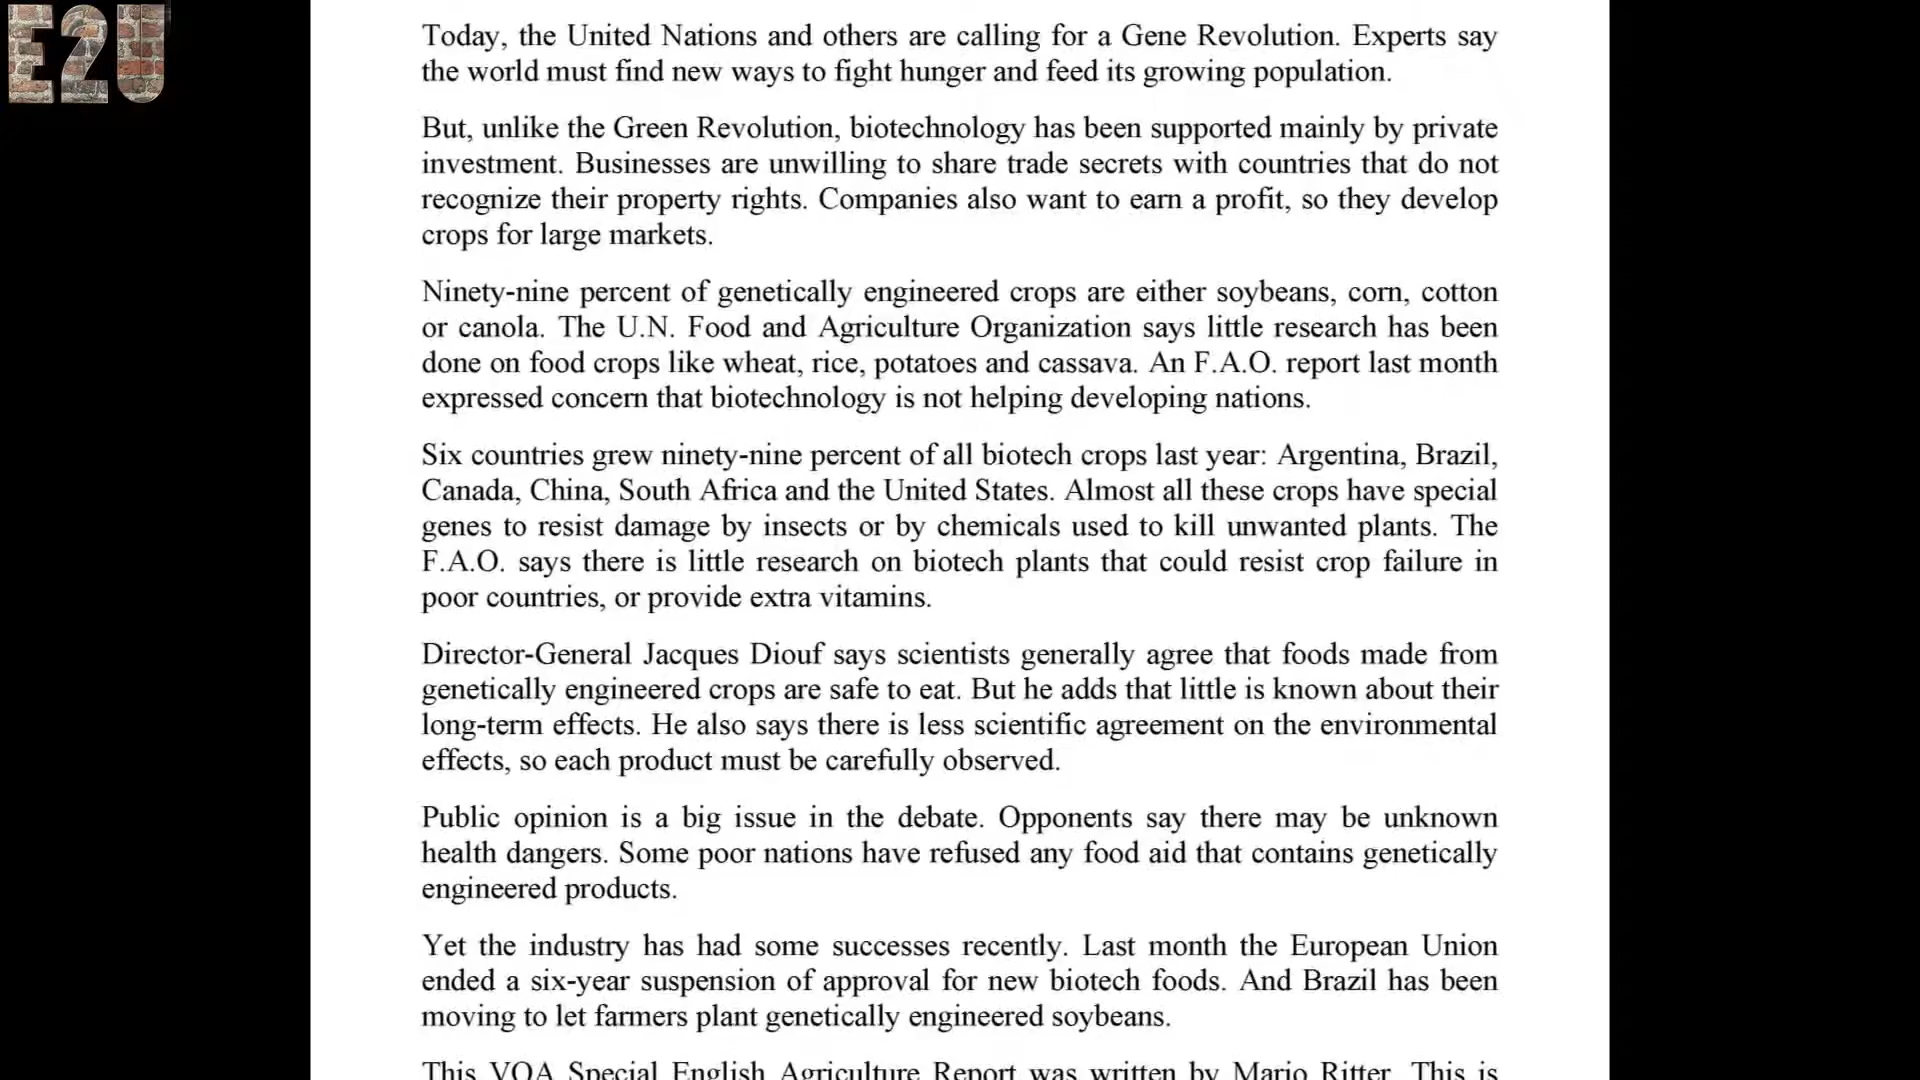 E2U
Today, the United Nations and others are calling for a Gene Revolution. Experts say
the world must find new ways to fight hunger and feed its growing population.
But, unlike the Green Revolution, biotechnology has been supported mainly by private
investment. Businesses are unwilling to share trade secrets with countries that do not
recognize their property rights. Companies also want to earn a profit, so they develop
crops for large markets.
Ninety-nine percent of genetically engineered crops are either soybeans, corn, cotton
or canola. The U.N. Food and Agriculture Organization says little research has been
done on food crops like wheat, rice, potatoes and cassava. An F.A.O. report last month
expressed concern that biotechnology is not helping developing nations.
Six countries grew ninety-nine percent of all biotech crops last year: Argentina, Brazil,
Canada, China, South Africa and the United States. Almost all these crops have special
genes to resist damage by insects or by chemicals used to kill unwanted plants. The
F.A.O. says there is little research on biotech plants that could resist crop failure in
poor countries, or provide extra vitamins.
Director-General Jacques Diouf says scientists generally agree that foods made from
genetically engineered crops are safe to eat. But he adds that little is known about their
long-term effects. He also says there is less scientific agreement on the environmental
effects, so each product must be carefully observed.
Public opinion is a big issue in the debate. Opponents say there may be unknown
health dangers. Some poor nations have refused any food aid that contains genetically
engineered products.
Yet the industry has had some successes recently. Last month the European Union
ended a six-year suspension of approval for new biotech foods. And Brazil has been
moving to let farmers plant genetically engineered soybeans.
This VOA Special English Agriculture Report was written by Mario Ritter. This is